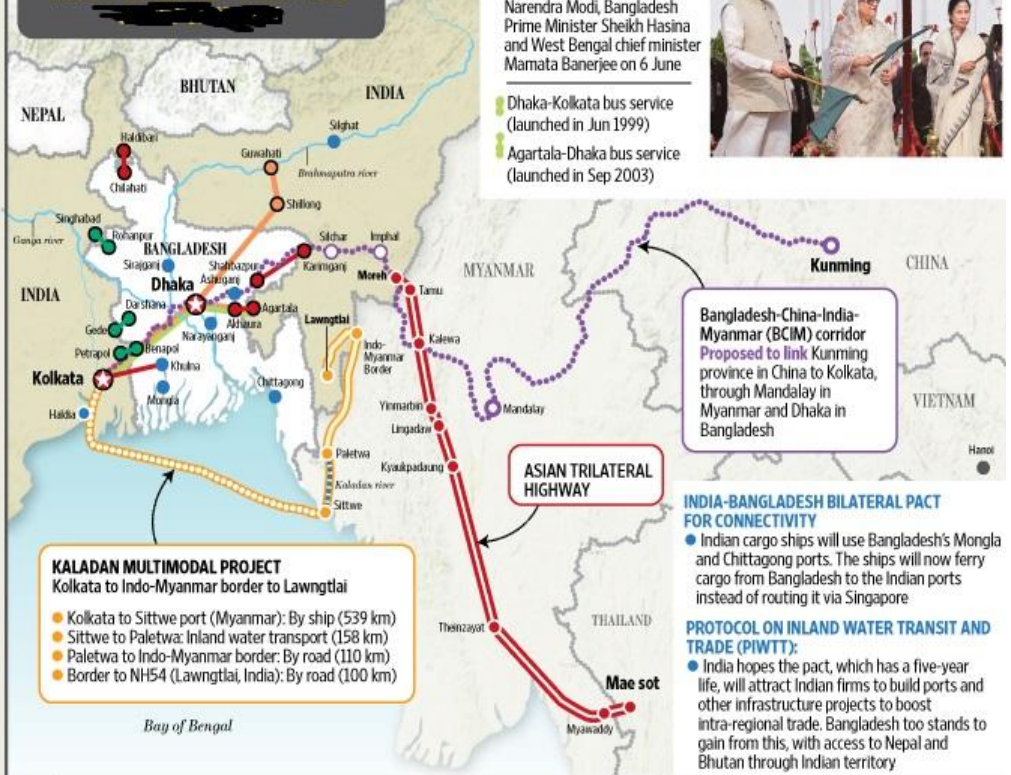 Narendra Modi, Bangladesh
Prime Minister Sheikh Hasina
and West Bengal chief minister
Mamata Banerjee on 6 June
Dhaka-Kolkata bus service
(launched in Jun 1999)
Agartala-Dhaka bus service
(launched in Sep 2003)
NEPAL
BHUTAN
INDIA
Silghat
Haldibari
Guwahati
Brahmaputra river
Chilahati
Shillong
Singhabad
Rohanpur
Ganga river
BANGLADESH
Silchar
Imphal
Sirajganj
Shahbazpur
Karimganj
Ashuganj
Moreh
MYANMAR
Kunming
CHINA
Dhaka
INDIA
Tamu
Darshana
Agartala
Lawngtlai
Akhaura
Gede
Narayanganj
Kalewa
Petrapol
Benapol
Indo-
Myanmar
Border
Khulna
Kolkata
Chittagong
Mongla
Haldia
Yinmarbin
Mandalay
Lingadaw
Bangladesh-China-India-
Myanmar (BCIM) corridor
Proposed to link Kunming
province in China to Kolkata,
through Mandalay in
Myanmar and Dhaka in
Bangladesh
VIETNAM
Hanoi
Paletwa
Kyaukpadaung
Kaladan river
Sittwe
ASIAN TRILATERAL
HIGHWAY
KALADAN MULTIMODAL PROJECT
Kolkata to Indo-Myanmar border to Lawngtlai
Kolkata to Sittwe port (Myanmar): By ship (539 km)
Sittwe to Paletwa: Inland water transport (158 km)
Paletwa to Indo-Myanmar border: By road (110 km)
Border to NH54 (Lawngtlai, India): By road (100 km)
Bay of Bengal
Theinzayat
THAILAND
Mae sot
Myawaddy
INDIA-BANGLADESH BILATERAL PACT
FOR CONNECTIVITY
Indian cargo ships will use Bangladesh's Mongla
and Chittagong ports. The ships will now ferry
cargo from Bangladesh to the Indian ports
instead of routing it via Singapore
PROTOCOL ON INLAND WATER TRANSIT AND
TRADE (PIWTT):
India hopes the pact, which has a five-year
life, will attract Indian firms to build ports and
other infrastructure projects to boost
intra-regional trade. Bangladesh too stands to
gain from this, with access to Nepal and
Bhutan through Indian territory